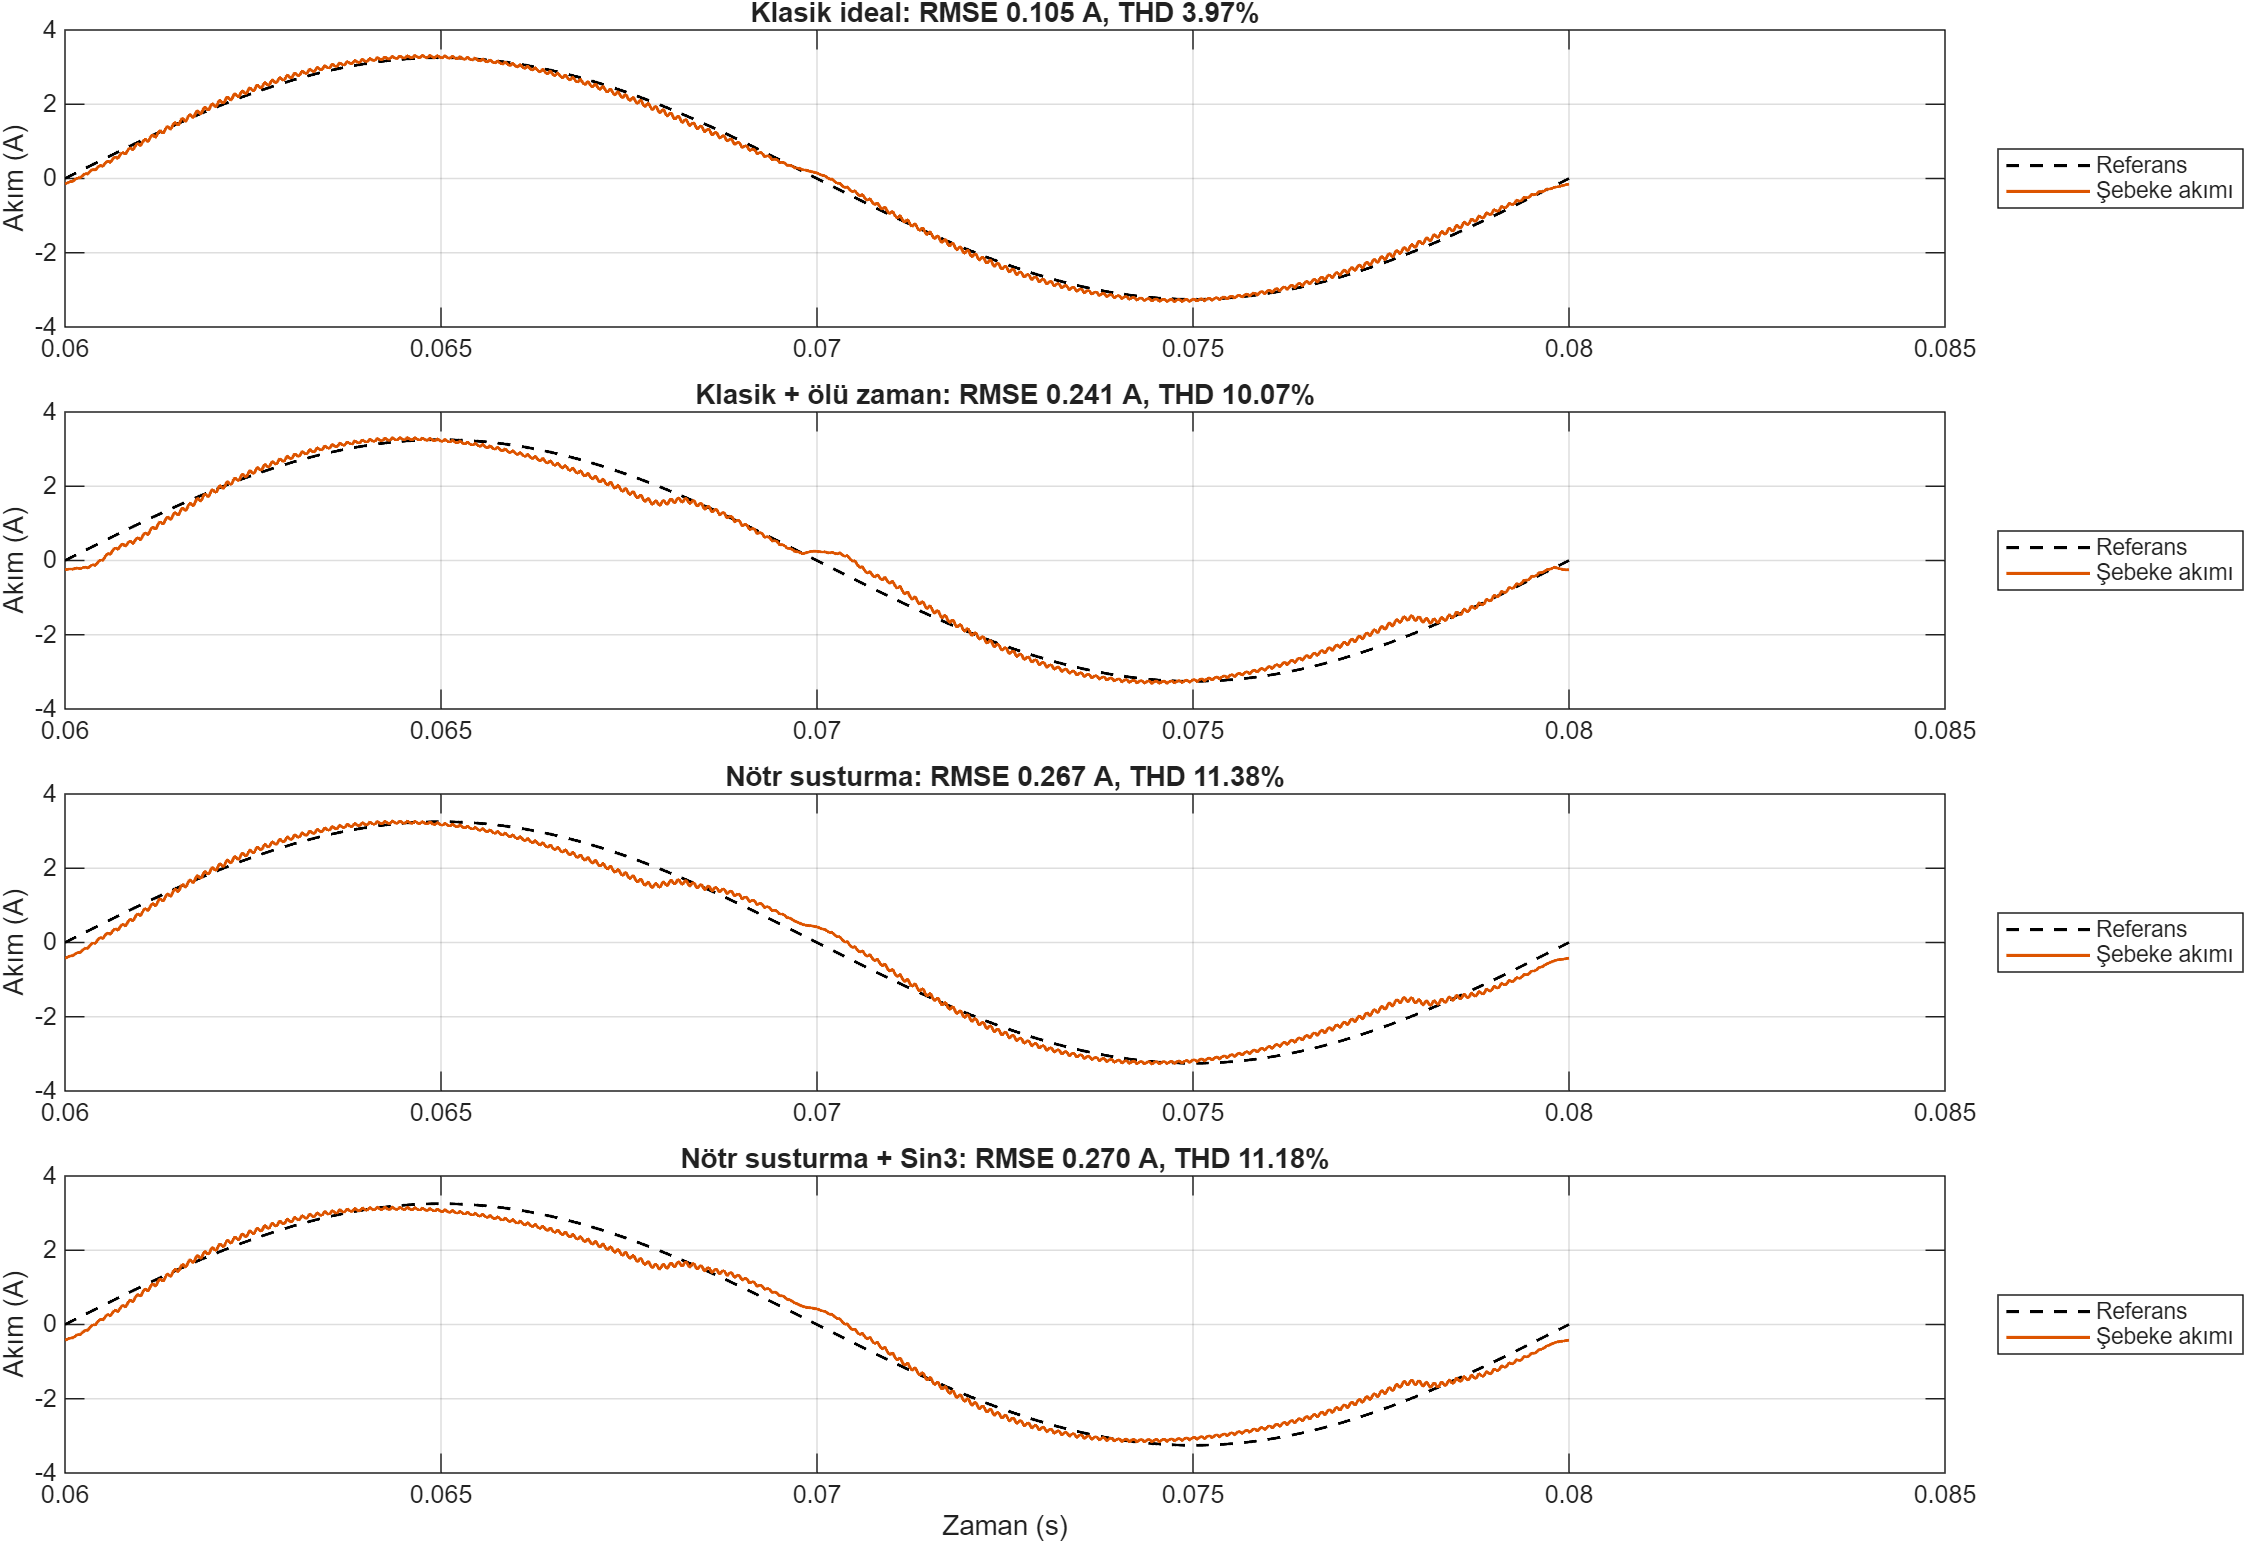 Klasik ideal: RMSE 0.105 A, THD 3.97%
4
2
0
-2
-4
Akım (A)
0.06 0.065 0.07 0.075 0.08 0.085
Referans
Şebeke akımı
Klasik + ölü zaman: RMSE 0.241 A, THD 10.07%
4
2
0
-2
-4
Akım (A)
0.06 0.065 0.07 0.075 0.08 0.085
Referans
Şebeke akımı
Nötr susturma: RMSE 0.267 A, THD 11.38%
4
2
0
-2
-4
Akım (A)
0.06 0.065 0.07 0.075 0.08 0.085
Referans
Şebeke akımı
Nötr susturma + Sin3: RMSE 0.270 A, THD 11.18%
4
2
0
-2
-4
Akım (A)
0.06 0.065 0.07 0.075 0.08 0.085
Referans
Şebeke akımı
Zaman (s)